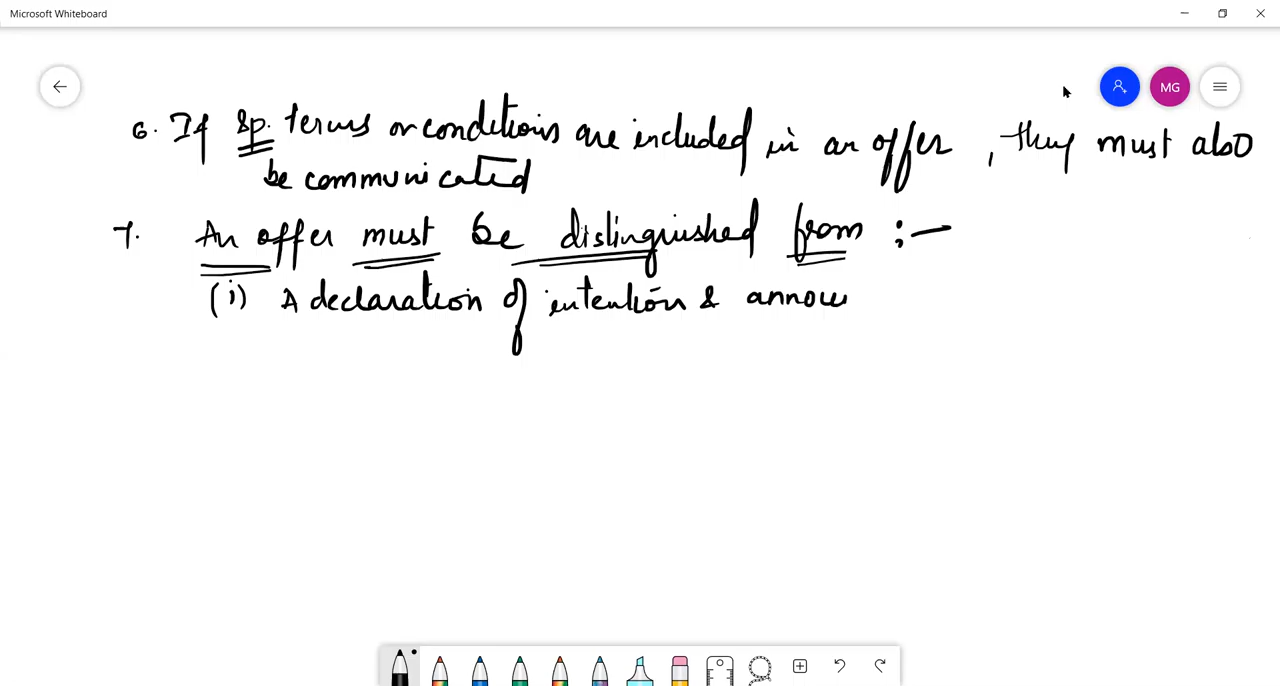 Microsoft Whiteboard
MG
6. If sp. terms or conditions are included in an offer, they must also
be communicated
7. An offer must be distinguished from :-
(i) A declaration of intention & annou